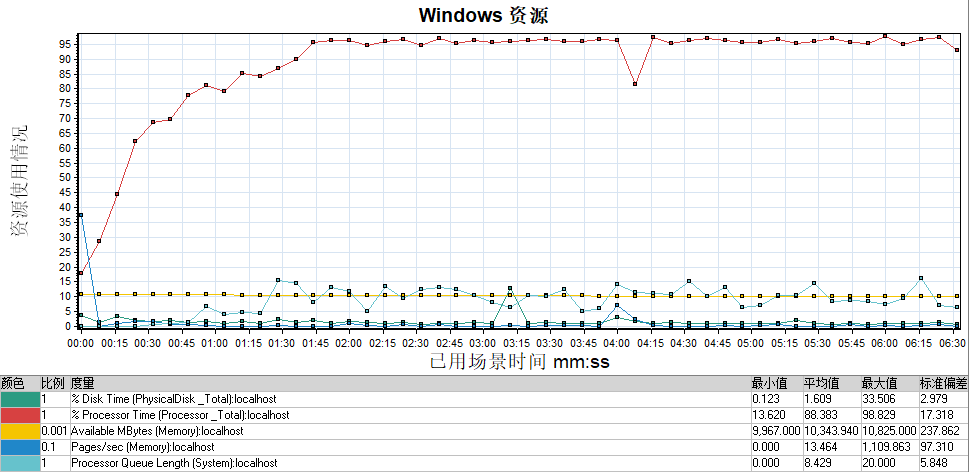 Windows 资源
资源使用情况
95
90
85
80
75
70
65
60
55
50
45
40
35
30
25
20
15
10
5
0
00:00 00:15 00:30 00:45 01:00 01:15 01:30 01:45 02:00 02:15 02:30 02:45 03:00 03:15 03:30 03:45 04:00 04:15 04:30 04:45 05:00 05:15 05:30 05:45 06:00 06:15 06:30
已用场景时间 mm:ss
颜色 比例 度量 最小值 平均值 最大值 标准偏差
1 % Disk Time (PhysicalDisk _Total):localhost 0.123 1.609 33.506 2.979
1 % Processor Time (Processor _Total):localhost 13.620 88.383 98.829 17.318
0.001 Available MBytes (Memory):localhost 9,967.000 10,343.940 10,825.000 237.862
0.1 Pages/sec (Memory):localhost 0.000 13.464 1,109.863 97.310
1 Processor Queue Length (System):localhost 0.000 8.429 20.000 5.848